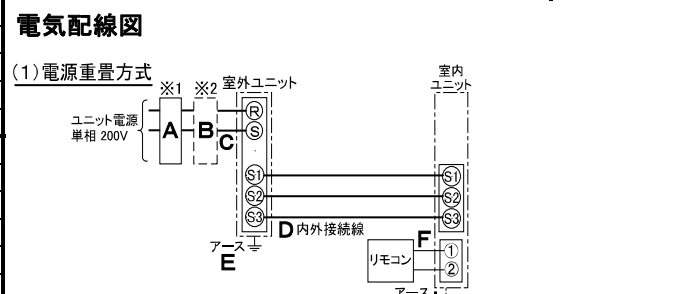 電気配線図
(1)電源重畳方式
※1 ※2 室外ユニット
室内
ユニット
ユニット電源
単相 200V
A
B
C
R
S
S1
S2
S3
S1
S2
S3
D 内外接続線
アース
E
F
リモコン
1
2
アース